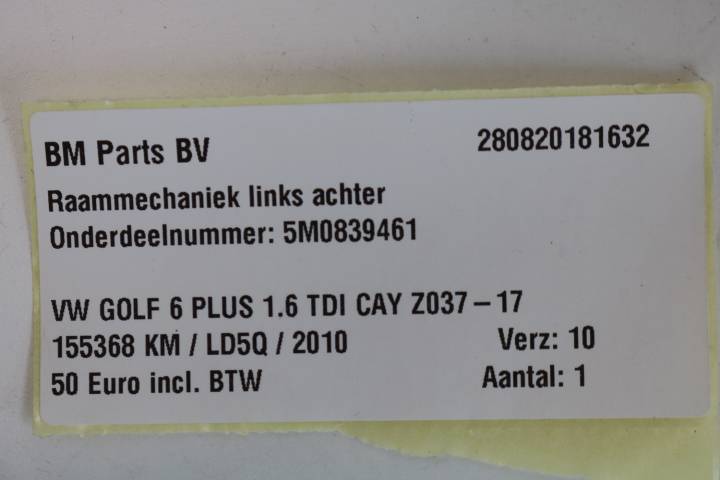 BM Parts BV 280820181632
Raammechaniek links achter
Onderdeelnummer: 5M0839461
VW GOLF 6 PLUS 1.6 TDI CAY Z037-17
155368 KM / LD5Q / 2010 Verz: 10
50 Euro incl. BTW Aantal: 1